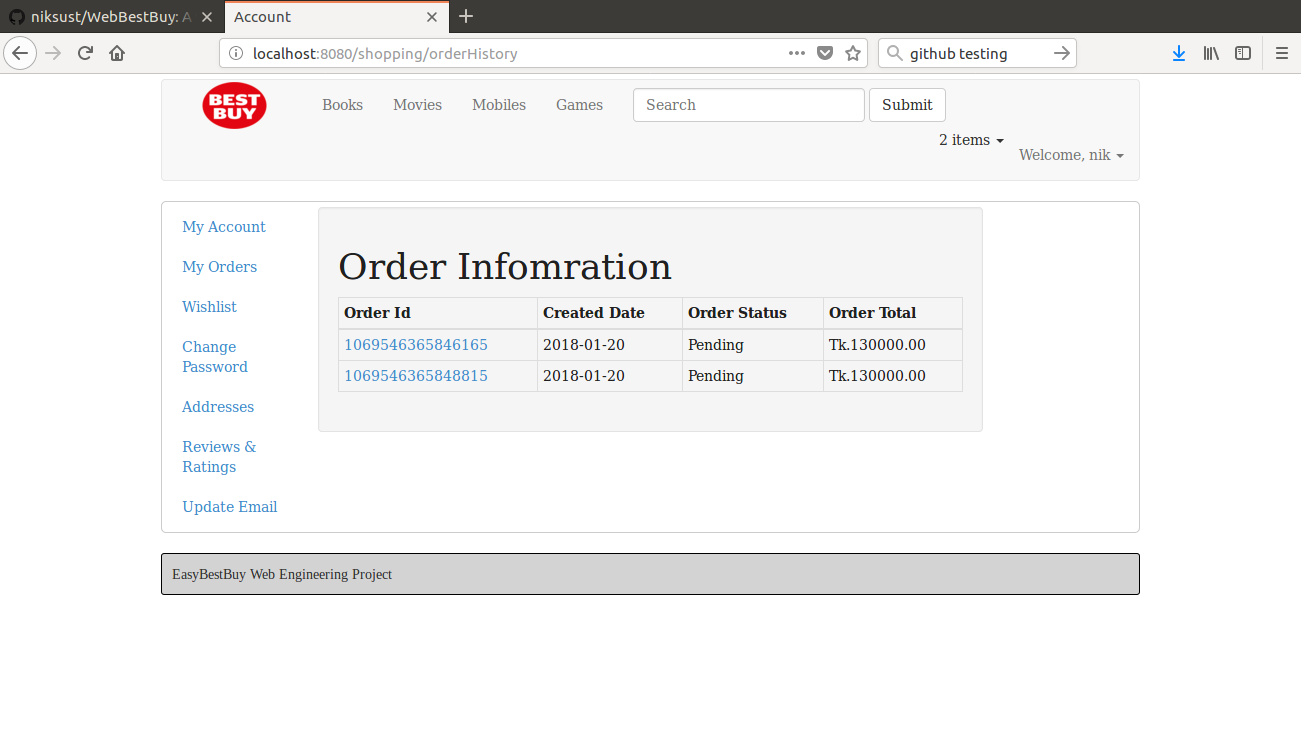 niksust/WebBestBuy: A
Account
localhost:8080/shopping/orderHistory
github testing
BEST
BUY
Books
Movies
Mobiles
Games
Search
Submit
2 items
Welcome, nik
My Account
My Orders
Wishlist
Change
Password
Addresses
Reviews &
Ratings
Update Email
Order Infomration
Order Id Created Date Order Status Order Total
1069546365846165 2018-01-20 Pending Tk.130000.00
1069546365848815 2018-01-20 Pending Tk.130000.00
EasyBestBuy Web Engineering Project